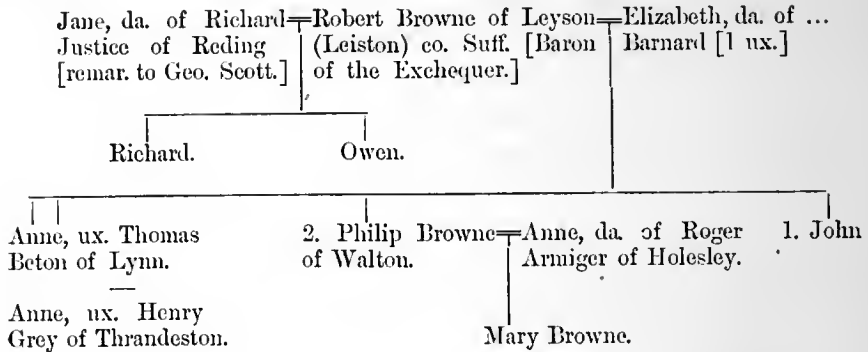 Jane, da. of Richard Robert Browne of Leyson Elizabeth, da. of ...
Justice of Reding (Leiston) co. Suff. [Baron Barnard [1 ux.]
[remar. to Geo. Scott.] of the Exchequer.]
Richard. Owen.
Anne, ux. Thomas 2. Philip Browne Anne, da. of Roger 1. John
Beton of Lynn. of Walton. Armiger of Holesley.
Anne, ux. Henry
Grey of Thrandeston. Mary Browne.